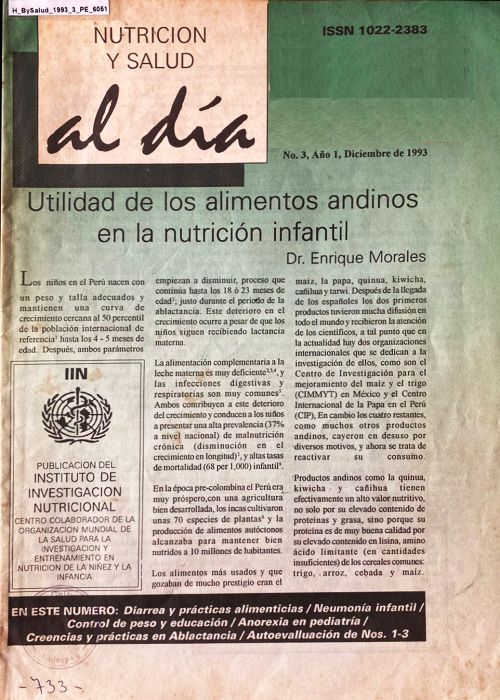 H_BySalud_1993_3_PE_6051
NUTRICION
Y SALUD
al día
ISSN 1022-2383
No. 3, Año 1, Diciembre de 1993
Utilidad de los alimentos andinos
en la nutrición infantil
Dr. Enrique Morales
Los niños en el Perú nacen con
un peso y talla adecuados y
mantienen una curva de
crecimiento cercana al 50 percentil
de la población internacional de
referencia¹ hasta los 4 - 5 meses de
edad. Después, ambos parámetros
IIN
PUBLICACION DEL
INSTITUTO DE
INVESTIGACION
NUTRICIONAL
CENTRO COLABORADOR DE LA
ORGANIZACION MUNDIAL DE
LA SALUD PARA LA
INVESTIGACION Y
ENTRENAMIENTO EN
NUTRICION DE LA NIÑEZ Y LA
INFANCIA
empiezan a disminuir, proceso que
continúa hasta los 18 ó 23 meses de
edad²; justo durante el periodo de la
ablactancia. Este deterioro en el
crecimiento ocurre a pesar de que los
niños siguen recibiendo lactancia
materna.
La alimentación complementaria a la
leche materna es muy deficiente²,³,⁴, y
las infecciones digestivas y
respiratorias son muy comunes².
Ambos contribuyen a este deterioro
del crecimiento y conducen a los niños
a presentar una alta prevalencia (37%
a nivel nacional) de malnutrición
crónica (disminución en el
crecimiento en longitud)², y altas tasas
de mortalidad (68 per 1,000) infantil⁴.
En la época pre-colombina el Perú era
muy próspero, con una agricultura
bien desarrollada, los incas cultivaron
unas 70 especies de plantas⁶ y la
producción de alimentos autóctonos
alcanzaba para mantener bien
nutridos a 10 millones de habitantes.
Los alimentos más usados y que
gozaban de mucho prestigio eran el
maíz, la papa, quinua, kiwicha,
cañihua y tarwi. Después de la llegada
de los españoles los dos primeros
productos tuvieron mucha difusión en
todo el mundo y recibieron la atención
de los científicos, a tal punto que en
la actualidad hay dos organizaciones
internacionales que se dedican a la
investigación de ellos, como son el
Centro de Investigación para el
mejoramiento del maíz y el trigo
(CIMMYT) en México y el Centro
Internacional de la Papa en el Perú
(CIP), En cambio los cuatro restantes,
como muchos otros productos
andinos, cayeron en desuso por
diversos motivos, y ahora se trata de
reactivar su consumo.
Productos andinos como la quinua,
kiwicha y cañihua tienen
efectivamente un alto valor nutritivo,
no solo por su elevado contenido de
proteínas y grasa, sino porque su
proteína es de muy buena calidad por
su elevado contenido en lisina, amino
ácido limitante (en cantidades
insuficientes) de los cereales comunes:
trigo, arroz, cebada y maíz.
EN ESTE NUMERO: Diarrea y prácticas alimenticias / Neumonía infantil /
Control de peso y educación / Anorexia en pediatría /
Creencias y prácticas en Ablactancia / Autoevalluación de Nos. 1-3
- 733 -